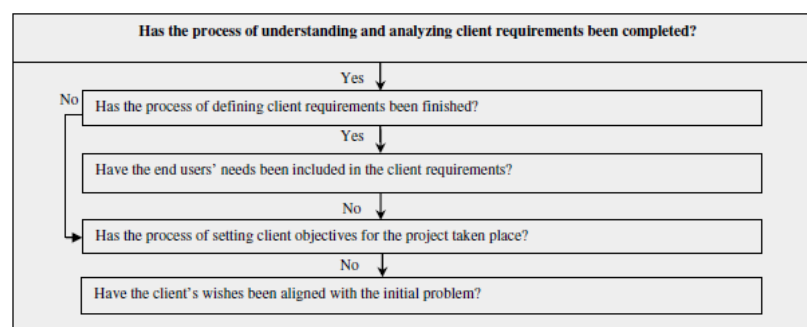 Has the process of understanding and analyzing client requirements been completed?
Yes
No
Has the process of defining client requirements been finished?
Yes
Have the end users’ needs been included in the client requirements?
No
Has the process of setting client objectives for the project taken place?
No
Have the client’s wishes been aligned with the initial problem?